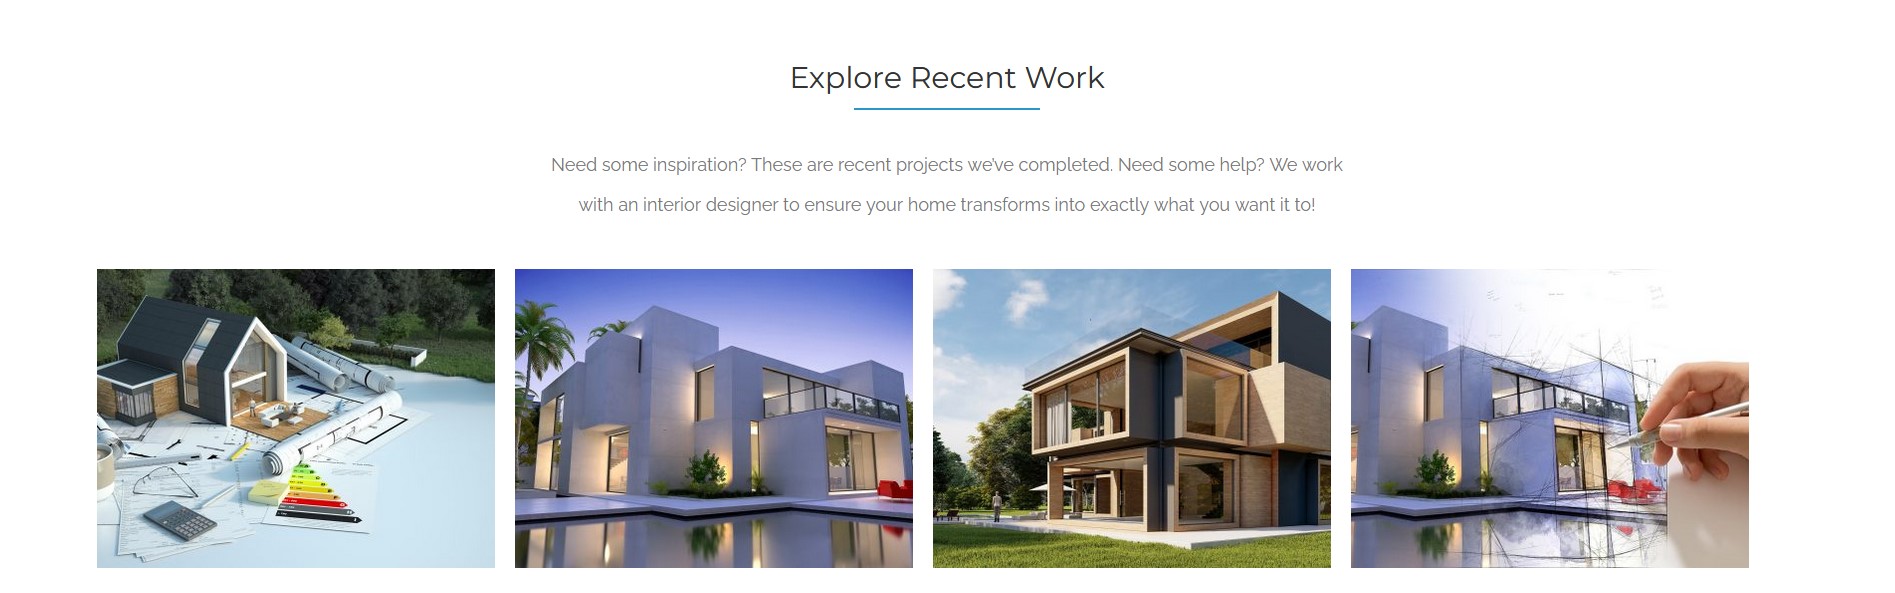 Explore Recent Work
Need some inspiration? These are recent projects we've completed. Need some help? We work
with an interior designer to ensure your home transforms into exactly what you want it to!